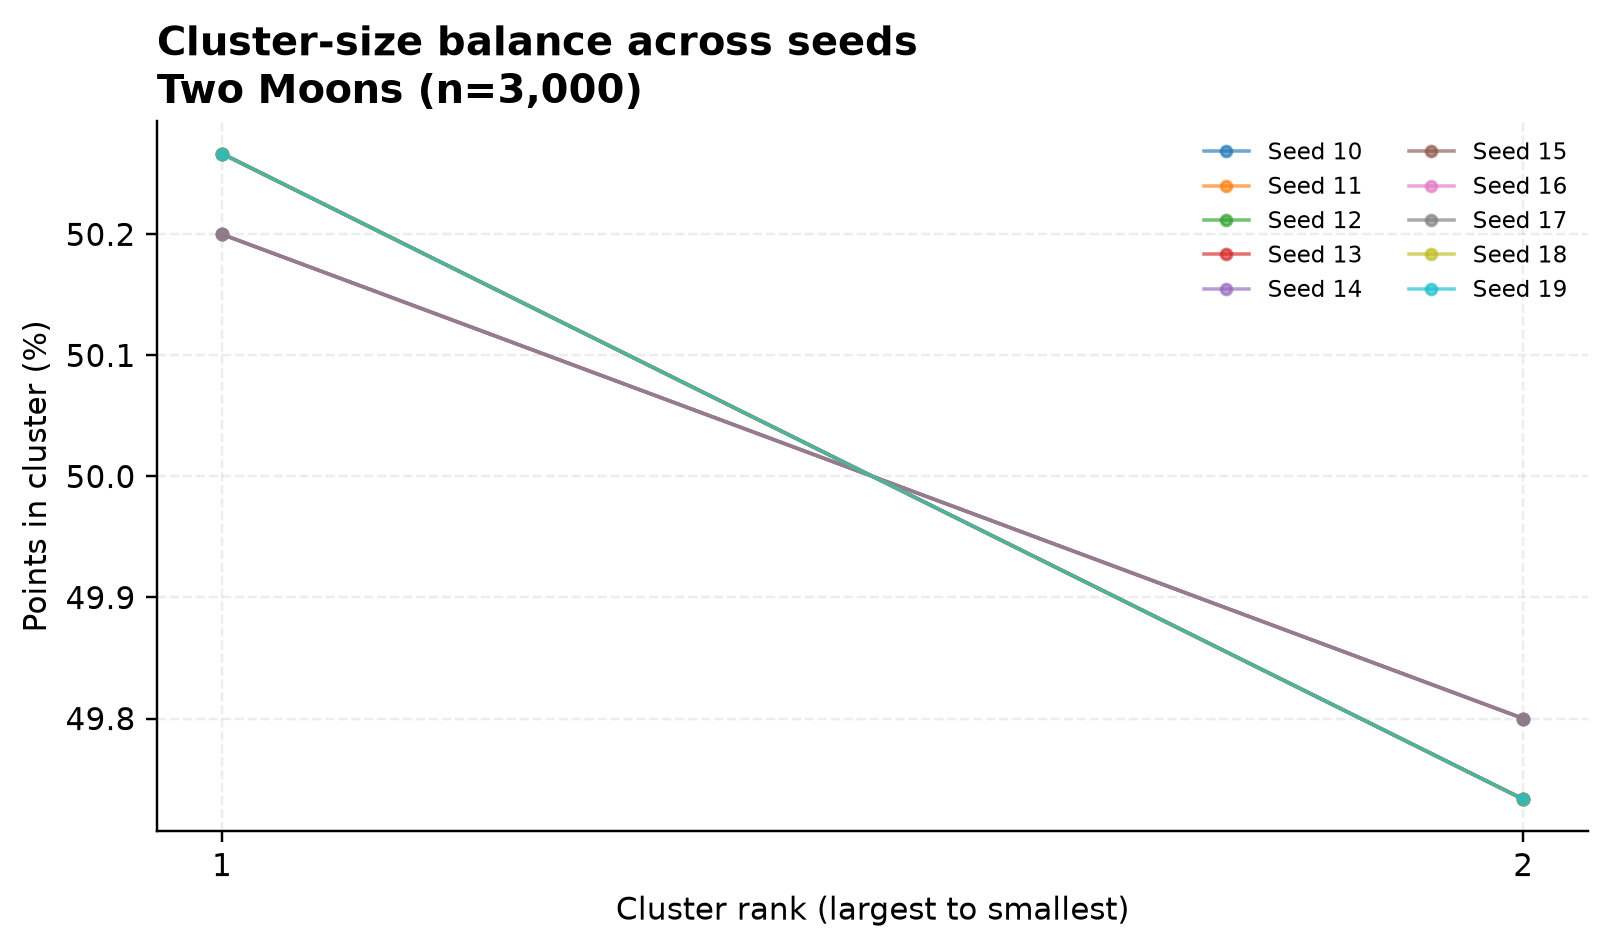 Cluster-size balance across seeds
Two Moons (n=3,000)
Seed 10
Seed 11
Seed 12
Seed 13
Seed 14
Seed 15
Seed 16
Seed 17
Seed 18
Seed 19
Points in cluster (%)
50.2
50.1
50.0
49.9
49.8
1
2
Cluster rank (largest to smallest)